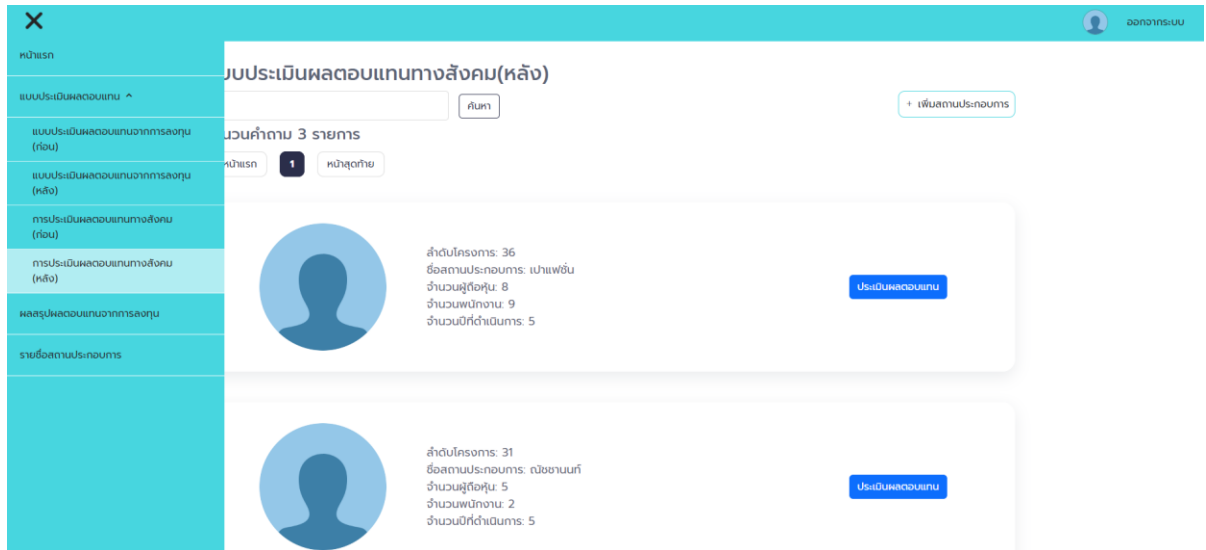 ออกจากระบบ
หน้าแรก
แบบประเมินผลตอบแทน
แบบประเมินผลตอบแทนจากการลงทุน
(ก่อน)
แบบประเมินผลตอบแทนจากการลงทุน
(หลัง)
การประเมินผลตอบแทนทางสังคม
(ก่อน)
การประเมินผลตอบแทนทางสังคม
(หลัง)
ผลสรุปผลตอบแทนจากการลงทุน
รายชื่อสถานประกอบการ
บบประเมินผลตอบแทนทางสังคม(หลัง)
ค้นหา
+ เพิ่มสถานประกอบการ
นวนคำถาม 3 รายการ
หน้าแรก 1 หน้าสุดท้าย
ลำดับโครงการ: 36
ชื่อสถานประกอบการ: เปาแฟชั่น
จำนวนผู้ถือหุ้น: 8
จำนวนพนักงาน: 9
จำนวนปีที่ดำเนินการ: 5
ประเมินผลตอบแทน
ลำดับโครงการ: 31
ชื่อสถานประกอบการ: ณัชชานนท์
จำนวนผู้ถือหุ้น: 5
จำนวนพนักงาน: 2
จำนวนปีที่ดำเนินการ: 5
ประเมินผลตอบแทน